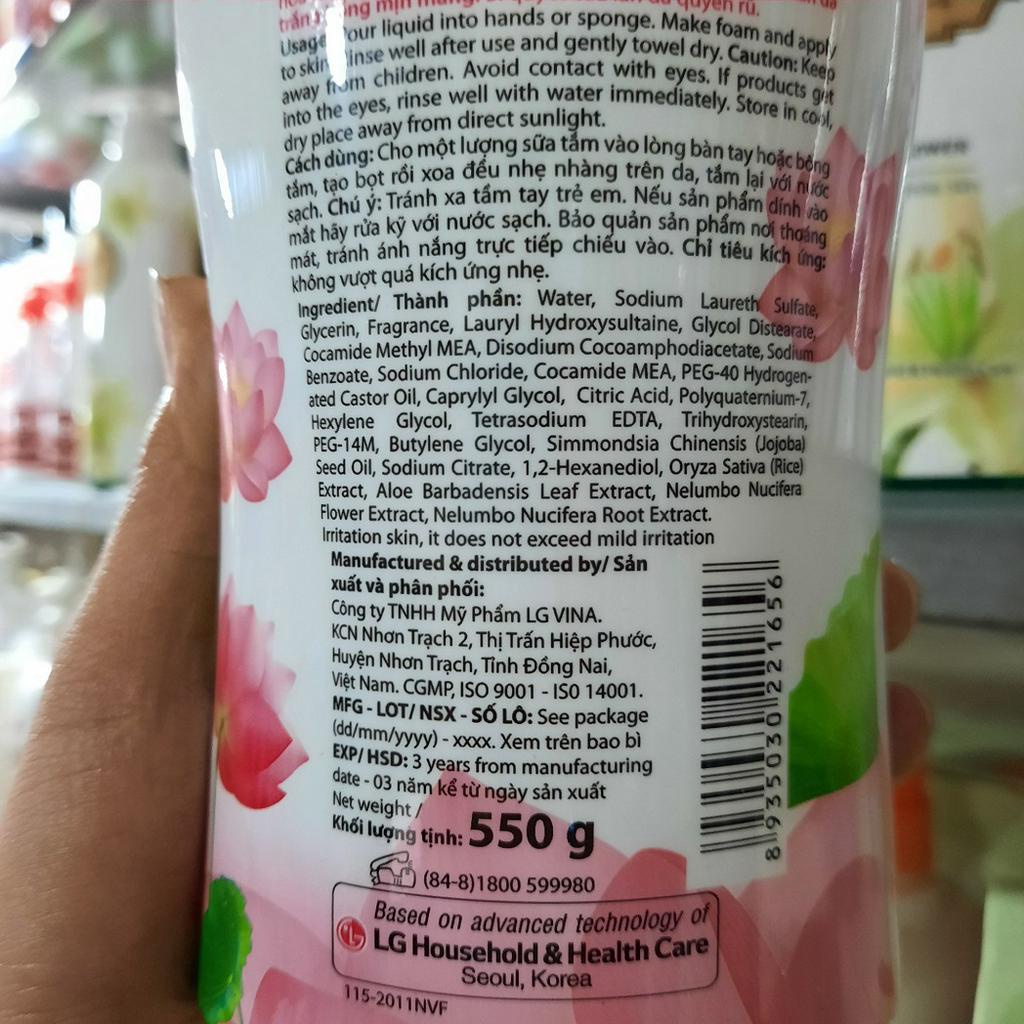 trắng mịn màng. quyến rũ.
Usage: Pour liquid into hands or sponge. Make foam and apply
to skin. Rinse well after use and gently towel dry. Caution: Keep
away from children. Avoid contact with eyes. If products get
into the eyes, rinse well with water immediately. Store in cool,
dry place away from direct sunlight.
Cách dùng: Cho một lượng sữa tắm vào lòng bàn tay hoặc bông
tắm, tạo bọt rồi xoa đều nhẹ nhàng trên da, tắm lại với nước
sạch. Chú ý: Tránh xa tầm tay trẻ em. Nếu sản phẩm dính vào
mắt hãy rửa kỹ với nước sạch. Bảo quản sản phẩm nơi thoáng
mát, tránh ánh nắng trực tiếp chiếu vào. Chỉ tiêu kích ứng:
không vượt quá kích ứng nhẹ.
Ingredient/ Thành phần: Water, Sodium Laureth Sulfate,
Glycerin, Fragrance, Lauryl Hydroxysultaine, Glycol Distearate,
Cocamide Methyl MEA, Disodium Cocoamphodiacetate, Sodium
Benzoate, Sodium Chloride, Cocamide MEA, PEG-40 Hydrogen-
ated Castor Oil, Caprylyl Glycol, Citric Acid, Polyquaternium-7,
Hexylene Glycol, Tetrasodium EDTA, Trihydroxystearin,
PEG-14M, Butylene Glycol, Simmondsia Chinensis (Jojoba)
Seed Oil, Sodium Citrate, 1,2-Hexanediol, Oryza Sativa (Rice)
Extract, Aloe Barbadensis Leaf Extract, Nelumbo Nucifera
Flower Extract, Nelumbo Nucifera Root Extract.
Irritation skin, it does not exceed mild irritation
Manufactured & distributed by/ Sản
xuất và phân phối:
Công ty TNHH Mỹ Phẩm LG VINA.
KCN Nhơn Trạch 2, Thị Trấn Hiệp Phước,
Huyện Nhơn Trạch, Tỉnh Đồng Nai,
Việt Nam. CGMP, ISO 9001 - ISO 14001.
MFG - LOT/ NSX - SỐ LÔ: See package
(dd/mm/yyyy) - xxxx. Xem trên bao bì
EXP/ HSD: 3 years from manufacturing
date - 03 năm kể từ ngày sản xuất
Net weight /
Khối lượng tịnh: 550 g
8 935030 221656
(84-8)1800 599980
Based on advanced technology of
LG LG Household & Health Care
Seoul, Korea
115-2011NVF